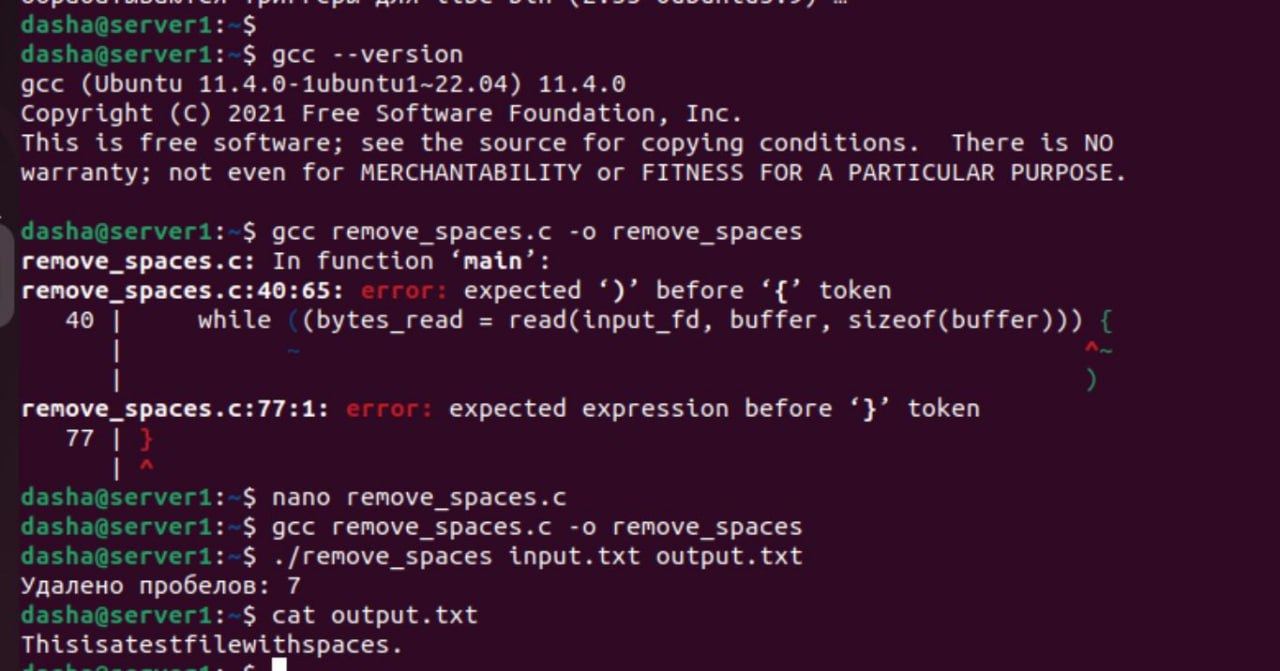 dasha@server1:~$
dasha@server1:~$ gcc --version
gcc (Ubuntu 11.4.0-1ubuntu1~22.04) 11.4.0
Copyright (C) 2021 Free Software Foundation, Inc.
This is free software; see the source for copying conditions.  There is NO
warranty; not even for MERCHANTABILITY or FITNESS FOR A PARTICULAR PURPOSE.
dasha@server1:~$ gcc remove_spaces.c -o remove_spaces
remove_spaces.c: In function ‘main’:
remove_spaces.c:40:65: error: expected ‘)’ before ‘{’ token
   40 |     while ((bytes_read = read(input_fd, buffer, sizeof(buffer))) {
      |           ~                                                     ^~
      |                                                                 )
remove_spaces.c:77:1: error: expected expression before ‘}’ token
   77 | }
      | ^
dasha@server1:~$ nano remove_spaces.c
dasha@server1:~$ gcc remove_spaces.c -o remove_spaces
dasha@server1:~$ ./remove_spaces input.txt output.txt
Удалено пробелов: 7
dasha@server1:~$ cat output.txt
Thisisatestfilewithspaces.